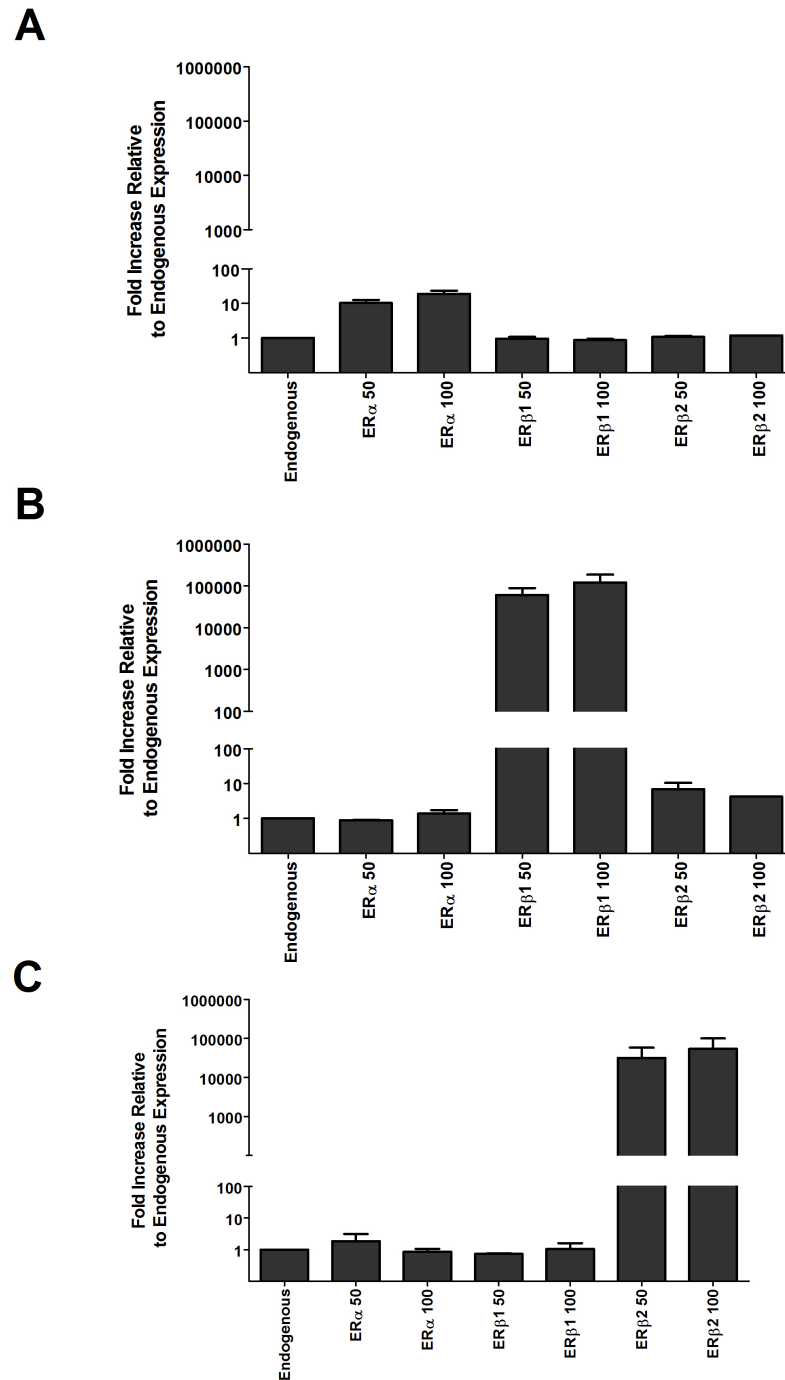 A
Fold Increase Relative
to Endogenous Expression
1000000
100000
10000
1000
100
10
1
Endogenous
ERα 50
ERα 100
ERβ1 50
ERβ1 100
ERβ2 50
ERβ2 100
B
Fold Increase Relative
to Endogenous Expression
1000000
100000
10000
1000
100
100
10
1
Endogenous
ERα 50
ERα 100
ERβ1 50
ERβ1 100
ERβ2 50
ERβ2 100
C
Fold Increase Relative
to Endogenous Expression
1000000
100000
10000
1000
100
10
1
Endogenous
ERα 50
ERα 100
ERβ1 50
ERβ1 100
ERβ2 50
ERβ2 100